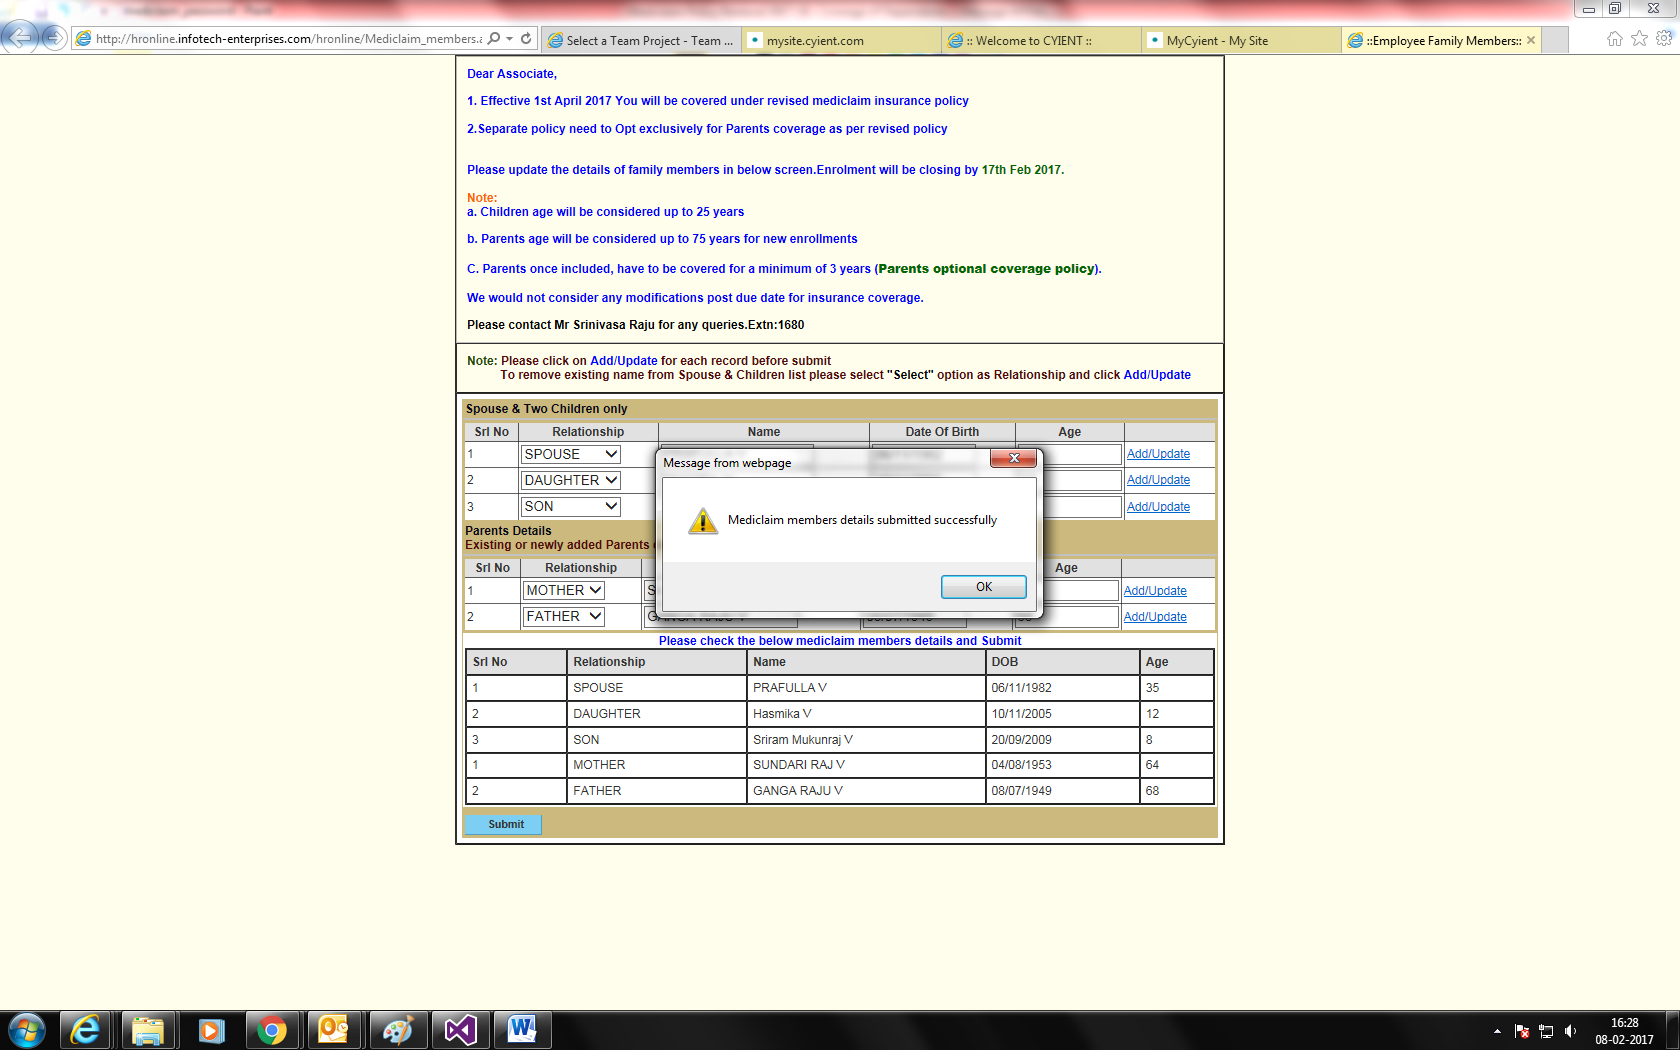 http://hronline.infotech-enterprises.com/hronline/Mediclaim_members.a
Select a Team Project - Team ...
mysite.cyient.com
:: Welcome to CYIENT ::
MyCyient - My Site
::Employee Family Members::
Dear Associate,
1. Effective 1st April 2017 You will be covered under revised mediclaim insurance policy
2.Separate policy need to Opt exclusively for Parents coverage as per revised policy
Please update the details of family members in below screen.Enrolment will be closing by 17th Feb 2017.
Note:
a. Children age will be considered up to 25 years
b. Parents age will be considered up to 75 years for new enrollments
C. Parents once included, have to be covered for a minimum of 3 years (Parents optional coverage policy).
We would not consider any modifications post due date for insurance coverage.
Please contact Mr Srinivasa Raju for any queries.Extn:1680
Note: Please click on Add/Update for each record before submit
To remove existing name from Spouse & Children list please select "Select" option as Relationship and click Add/Update
Spouse & Two Children only
Srl No Relationship Name Date Of Birth Age
1 SPOUSE Add/Update
2 DAUGHTER Add/Update
3 SON Add/Update
Message from webpage
Mediclaim members details submitted successfully
OK
Parents Details
Existing or newly added Parents
Srl No Relationship Age
1 MOTHER Add/Update
2 FATHER Add/Update
Please check the below mediclaim members details and Submit
Srl No Relationship Name DOB Age
1 SPOUSE PRAFULLA V 06/11/1982 35
2 DAUGHTER Hasmika V 10/11/2005 12
3 SON Sriram Mukunraj V 20/09/2009 8
1 MOTHER SUNDARI RAJ V 04/08/1953 64
2 FATHER GANGA RAJU V 08/07/1949 68
Submit
16:28
08-02-2017